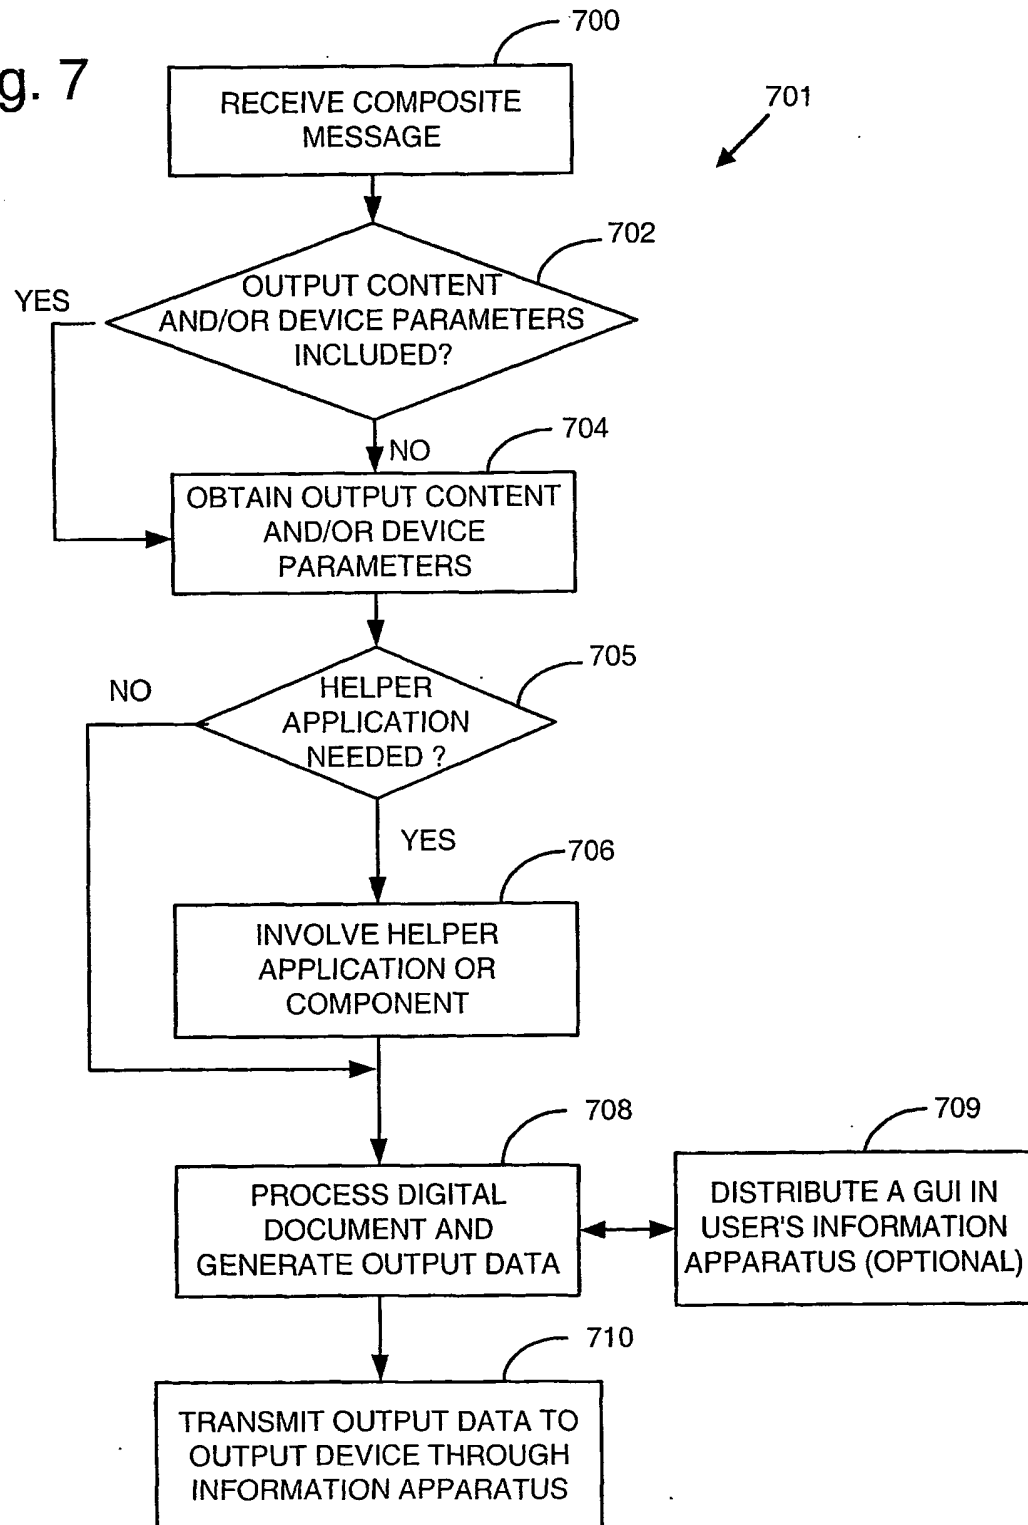 g. 7
700
RECEIVE COMPOSITE
MESSAGE
701
702
OUTPUT CONTENT
AND/OR DEVICE PARAMETERS
INCLUDED?
YES
NO
704
OBTAIN OUTPUT CONTENT
AND/OR DEVICE
PARAMETERS
705
HELPER
APPLICATION
NEEDED ?
NO
YES
706
INVOLVE HELPER
APPLICATION OR
COMPONENT
708
PROCESS DIGITAL
DOCUMENT AND
GENERATE OUTPUT DATA
709
DISTRIBUTE A GUI IN
USER'S INFORMATION
APPARATUS (OPTIONAL)
710
TRANSMIT OUTPUT DATA TO
OUTPUT DEVICE THROUGH
INFORMATION APPARATUS